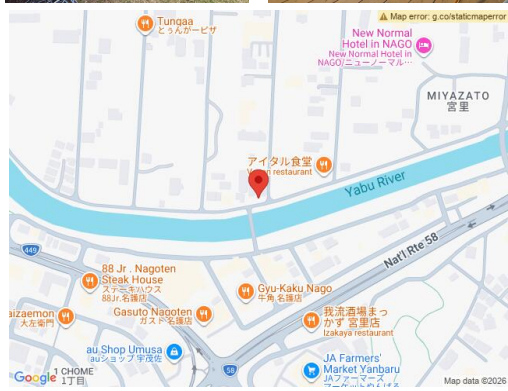 Map error: g.co/staticmaperror
Tungaa
とぅんがーピザ
New Normal
Hotel in NAGO
New Normal Hotel in
NAGO/ニューノーマル…
MIYAZATO
宮里
アイタル食堂
restaurant
Yabu River
449
Nat'l Rte 58
88 Jr. Nagoten
Steak House
ステーキハウス
88Jr.名護店
Gyu-Kaku Nago
牛角 名護店
aizaemon
大左衛門
Gasuto Nagoten
ガスト 名護店
我流酒場まっ
かず 宮里店
Izakaya restaurant
au Shop Umusa
auショップ 宇茂佐
58
JA Farmers'
Market Yanbaru
JAファーマーズ
1 CHOME
1丁目
Google
Map data ©2026